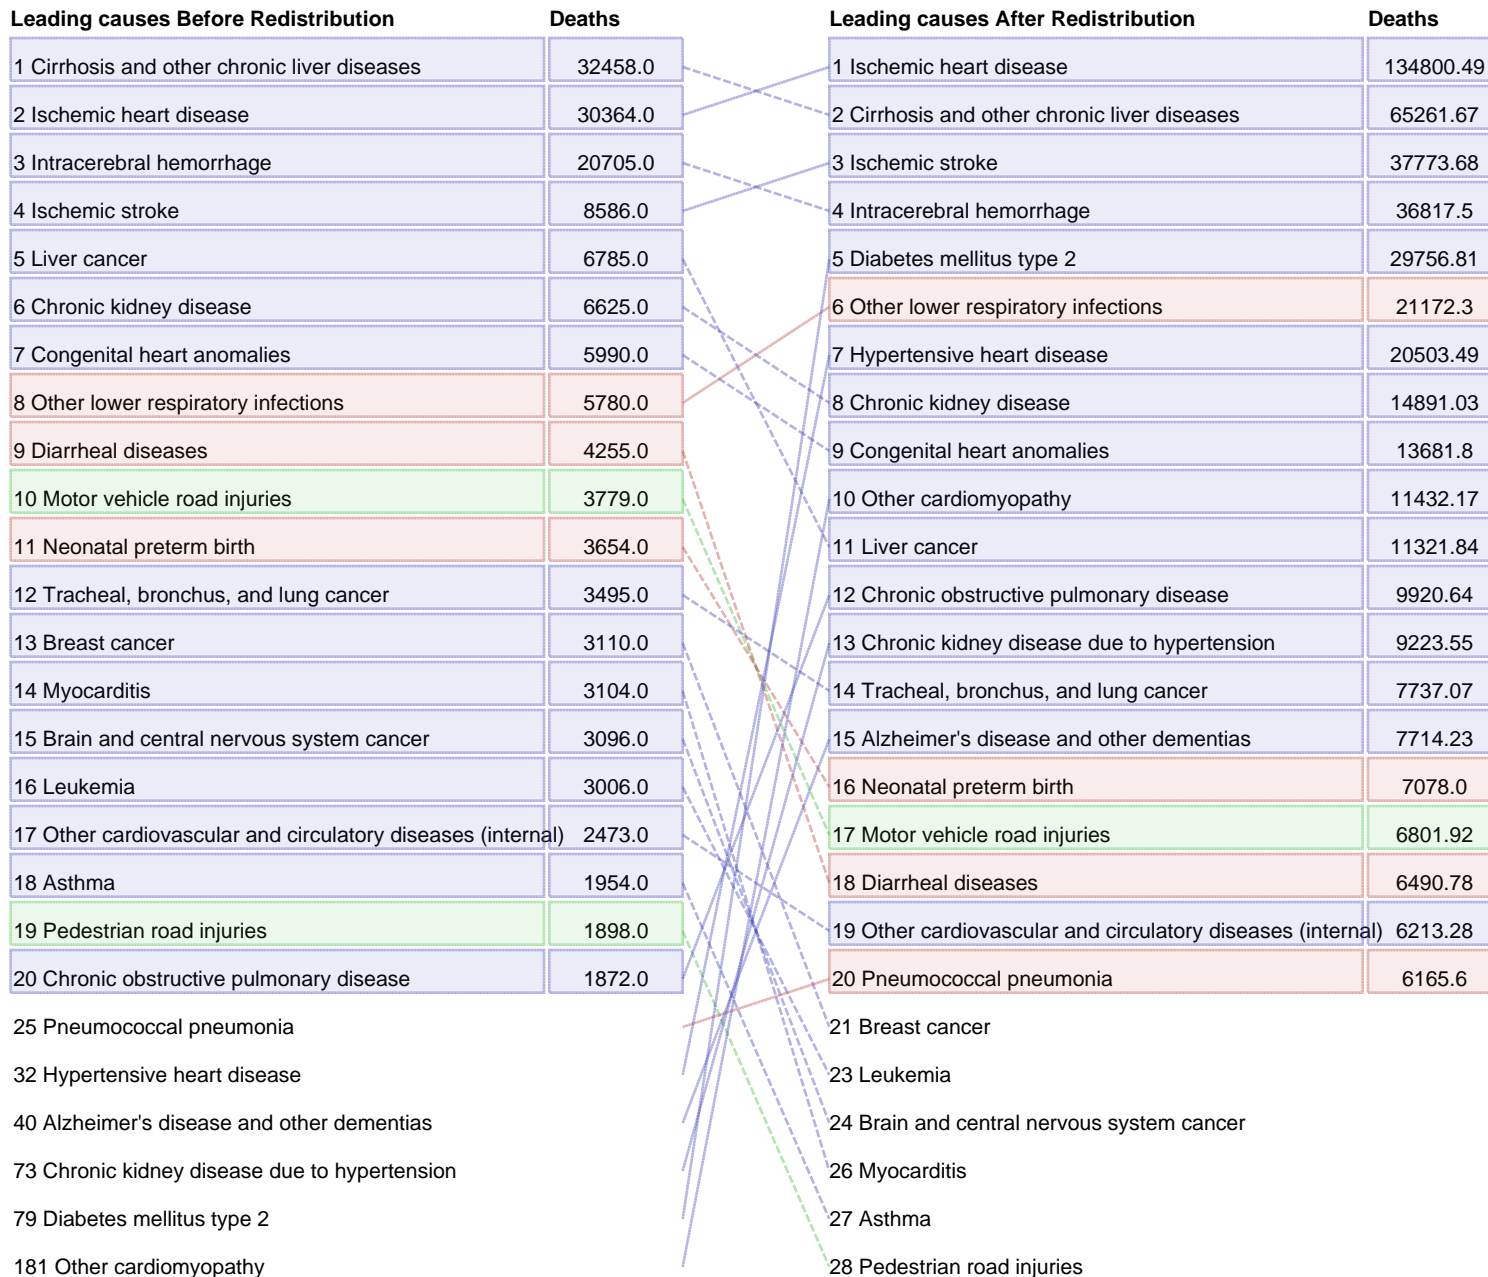 Leading causes Before Redistribution Deaths Leading causes After Redistribution Deaths
1 Cirrhosis and other chronic liver diseases 32458.0 1 Ischemic heart disease 134800.49
2 Ischemic heart disease 30364.0 2 Cirrhosis and other chronic liver diseases 65261.67
3 Intracerebral hemorrhage 20705.0 3 Ischemic stroke 37773.68
4 Ischemic stroke 8586.0 4 Intracerebral hemorrhage 36817.5
5 Liver cancer 6785.0 5 Diabetes mellitus type 2 29756.81
6 Chronic kidney disease 6625.0 6 Other lower respiratory infections 21172.3
7 Congenital heart anomalies 5990.0 7 Hypertensive heart disease 20503.49
8 Other lower respiratory infections 5780.0 8 Chronic kidney disease 14891.03
9 Diarrheal diseases 4255.0 9 Congenital heart anomalies 13681.8
10 Motor vehicle road injuries 3779.0 10 Other cardiomyopathy 11432.17
11 Neonatal preterm birth 3654.0 11 Liver cancer 11321.84
12 Tracheal, bronchus, and lung cancer 3495.0 12 Chronic obstructive pulmonary disease 9920.64
13 Breast cancer 3110.0 13 Chronic kidney disease due to hypertension 9223.55
14 Myocarditis 3104.0 14 Tracheal, bronchus, and lung cancer 7737.07
15 Brain and central nervous system cancer 3096.0 15 Alzheimer's disease and other dementias 7714.23
16 Leukemia 3006.0 16 Neonatal preterm birth 7078.0
17 Other cardiovascular and circulatory diseases (internal) 2473.0 17 Motor vehicle road injuries 6801.92
18 Asthma 1954.0 18 Diarrheal diseases 6490.78
19 Pedestrian road injuries 1898.0 19 Other cardiovascular and circulatory diseases (internal) 6213.28
20 Chronic obstructive pulmonary disease 1872.0 20 Pneumococcal pneumonia 6165.6
25 Pneumococcal pneumonia 21 Breast cancer
32 Hypertensive heart disease 23 Leukemia
40 Alzheimer's disease and other dementias 24 Brain and central nervous system cancer
73 Chronic kidney disease due to hypertension 26 Myocarditis
79 Diabetes mellitus type 2 27 Asthma
181 Other cardiomyopathy 28 Pedestrian road injuries